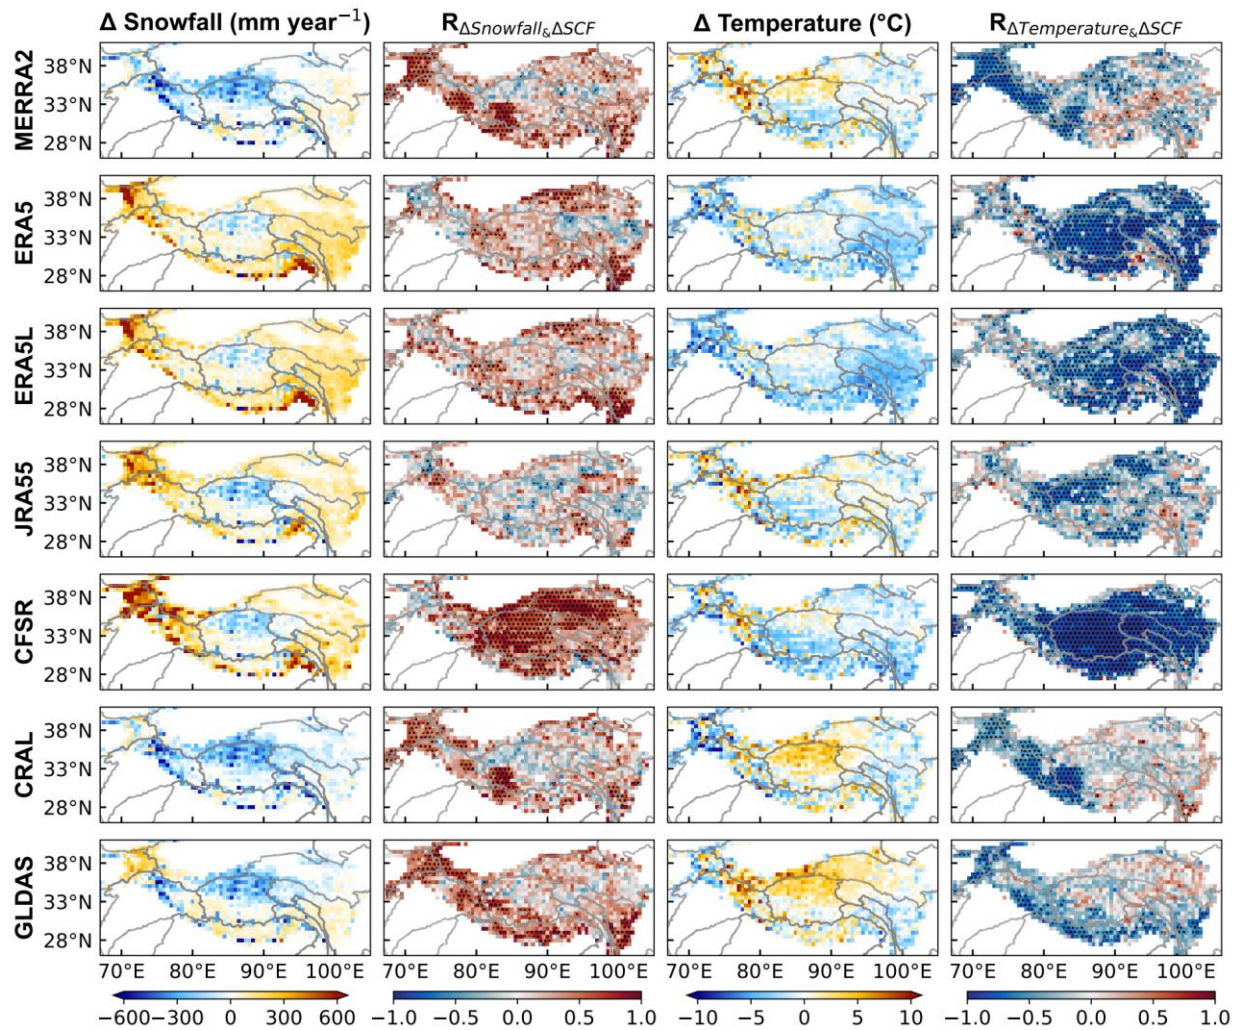 Δ Snowfall (mm year⁻¹) R ΔSnowfall&ΔSCF Δ Temperature (°C) R ΔTemperature&ΔSCF
MERRA2 38°N
33°N
28°N
ERA5 38°N
33°N
28°N
ERA5L 38°N
33°N
28°N
JRA55 38°N
33°N
28°N
CFSR 38°N
33°N
28°N
CRAL 38°N
33°N
28°N
GLDAS 38°N
33°N
28°N
70°E 80°E 90°E 100°E 70°E 80°E 90°E 100°E 70°E 80°E 90°E 100°E 70°E 80°E 90°E 100°E
−600 −300 0 300 600 −1.0 −0.5 0.0 0.5 1.0 −10 −5 0 5 10 −1.0 −0.5 0.0 0.5 1.0